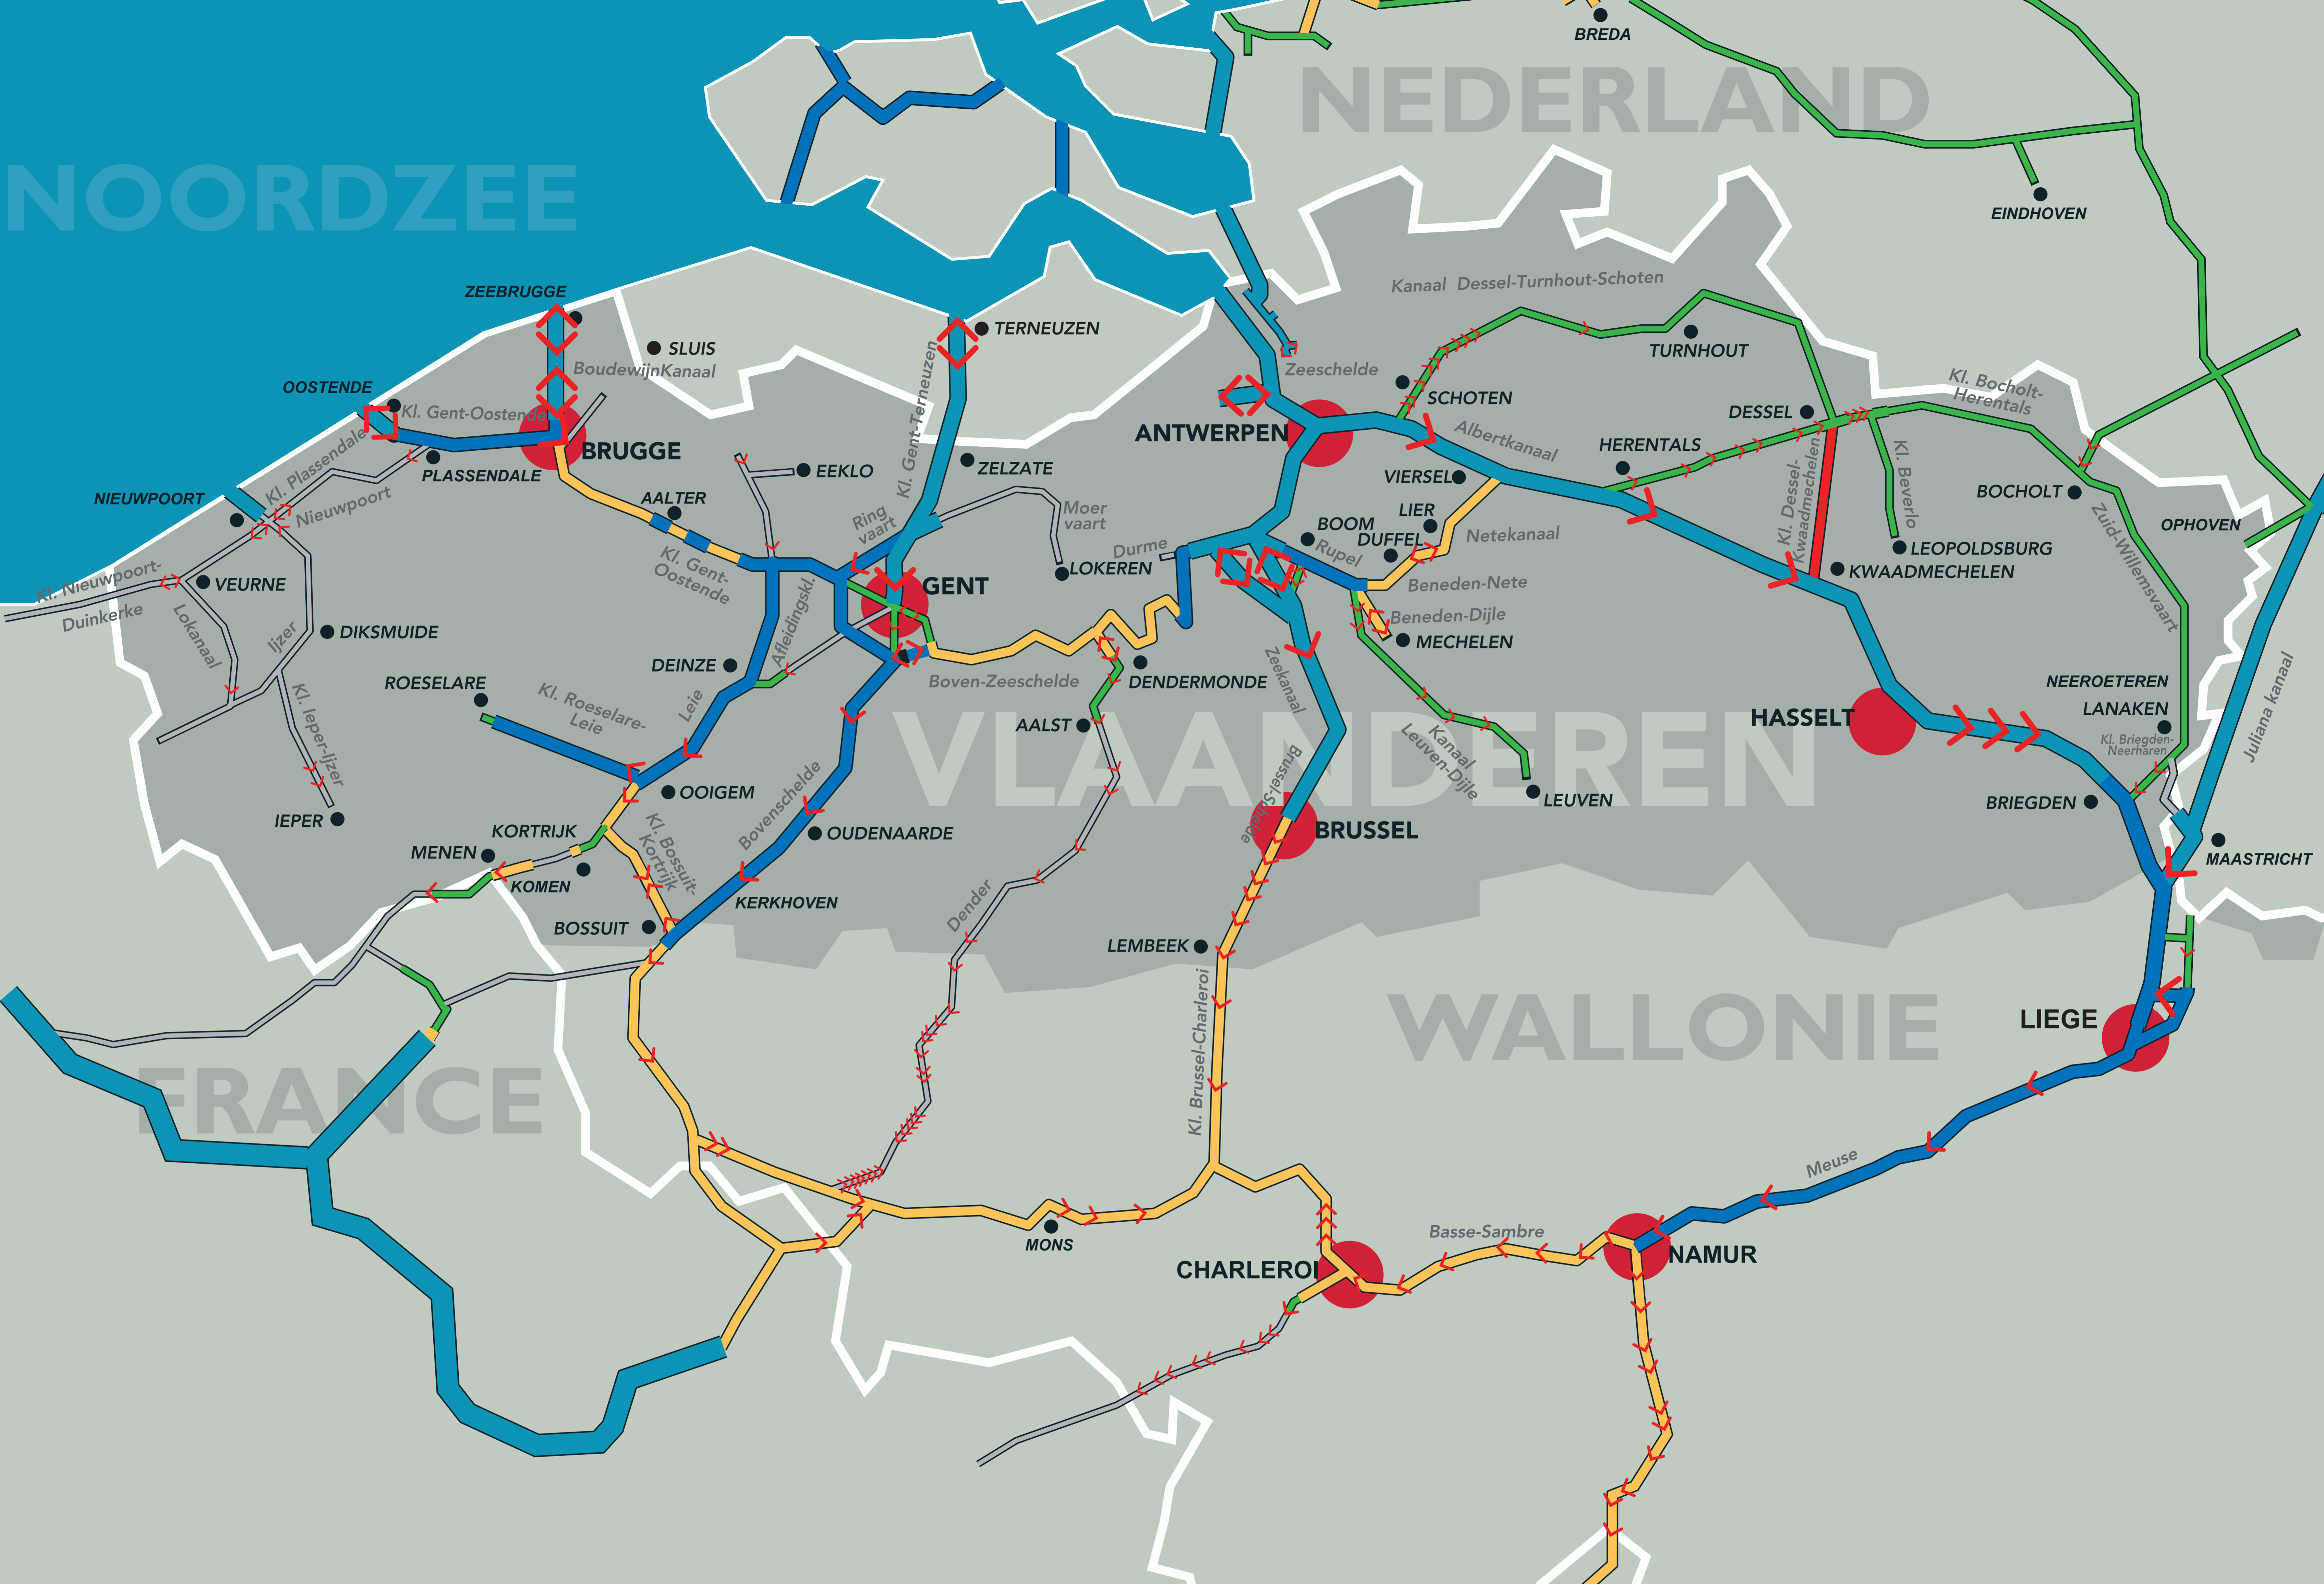 BREDA
NEDERLAND
NOORDZEE
EINDHOVEN
Kanaal Dessel-Turnhout-Schoten
ZEEBRUGGE
TERNEUZEN
SLUIS
BoudewijnKanaal
Zeeschelde
TURNHOUT
OOSTENDE
Kl. Gent-Oostende
Kl. Gent-Terneuzen
SCHOTEN
Kl. Bocholt-
Herentals
DESSEL
ANTWERPEN
Albertkanaal
HERENTALS
BRUGGE
PLASSENDALE
Kl. Plassendale
Nieuwpoort
NIEUWPOORT
EEKLO
ZELZATE
VIERSEL
Kl. Dessel-
Kwaadmechelen
Kl. Beverlo
BOCHOLT
AALTER
Ring
vaart
Moer
vaart
LIER
BOOM
DUFFEL
Rupel
Netekanaal
OPHOVEN
Zuid-Willemsvaart
Durme
LOKEREN
LEOPOLDSBURG
KWAADMECHELEN
Kl. Gent-
Oostende
GENT
Beneden-Nete
Kl. Nieuwpoort-
Duinkerke
VEURNE
Lokanaal
Ijzer
DIKSMUIDE
Afleidingskl.
Beneden-Dijle
MECHELEN
DEINZE
Boven-Zeeschelde
DENDERMONDE
Zeekanaal
Brussel-Schelde
ROESELARE
Kl. Roeselare-
Leie
Leie
NEEROETEREN
LANAKEN
Kl. Briegden-
Neerharen
Juliana kanaal
AALST
VLAANDEREN
HASSELT
Kanaal
Leuven-Dijle
Kl. Ieper-Ijzer
IEPER
OOIGEM
Bovenschelde
LEUVEN
BRIEGDEN
KORTRIJK
Kl. Bossuit-
Kortrijk
OUDENAARDE
BRUSSEL
MENEN
KOMEN
MAASTRICHT
KERKHOVEN
Dender
BOSSUIT
LEMBEEK
Kl. Brussel-Charleroi
WALLONIE
LIEGE
FRANCE
Meuse
MONS
Basse-Sambre
CHARLEROI
NAMUR